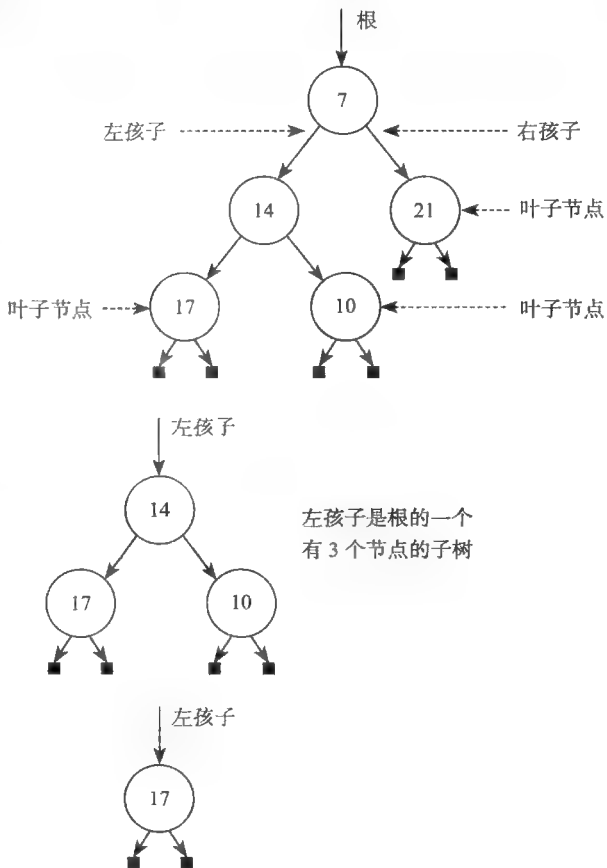 根
7
左孩子
右孩子
14
21
叶子节点
叶子节点
17
10
叶子节点
左孩子
14
左孩子是根的一个
有 3 个节点的子树
17
10
左孩子
17